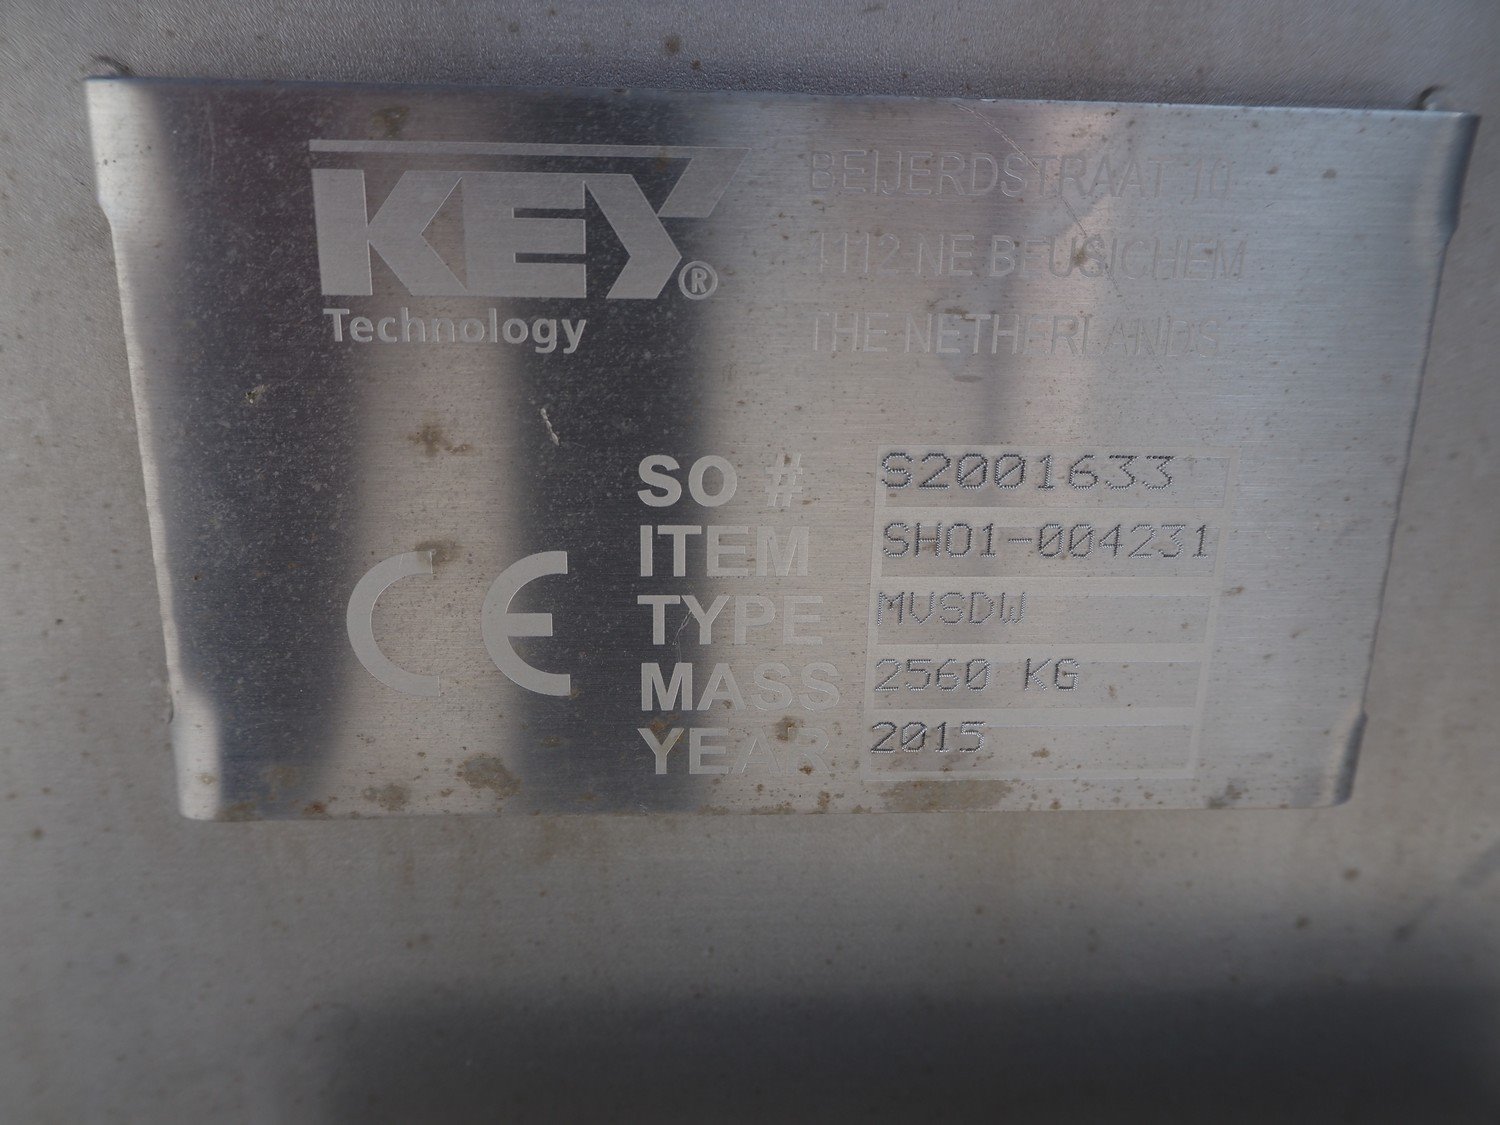 KEY®
Technology
BEIJERDSTRAAT 10
4112 NE BEUSICHEM
THE NETHERLANDS
CE
SO # S2001633
ITEM SH01-004231
TYPE MVSDW
MASS 2560 KG
YEAR 2015